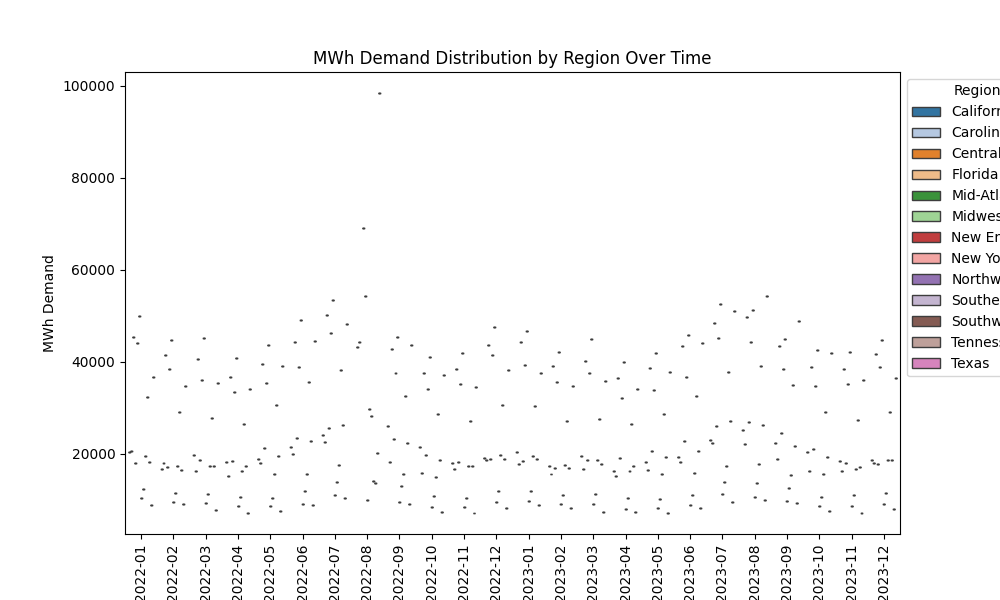 MWh Demand Distribution by Region Over Time
MWh Demand
100000
80000
60000
40000
20000
2022-01
2022-02
2022-03
2022-04
2022-05
2022-06
2022-07
2022-08
2022-09
2022-10
2022-11
2022-12
2023-01
2023-02
2023-03
2023-04
2023-05
2023-06
2023-07
2023-08
2023-09
2023-10
2023-11
2023-12
Region
Califor
Carolin
Central
Florida
Mid-Atl
Midwes
New En
New Yo
Northw
Southe
Southw
Tennes
Texas